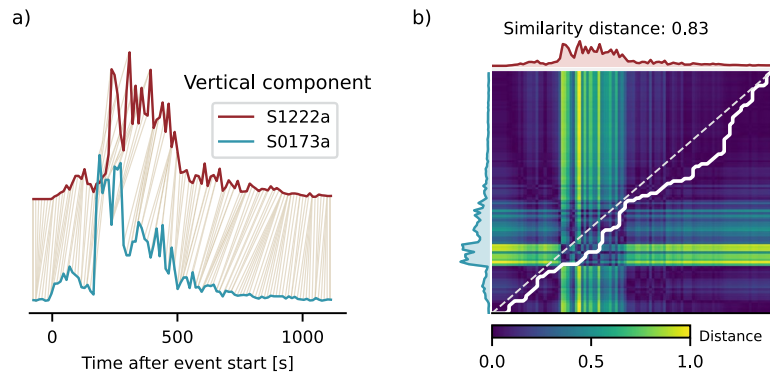 a)
Vertical component
S1222a
S0173a
0
500
1000
Time after event start [s]
b)
Similarity distance: 0.83
Distance
0.0
0.5
1.0